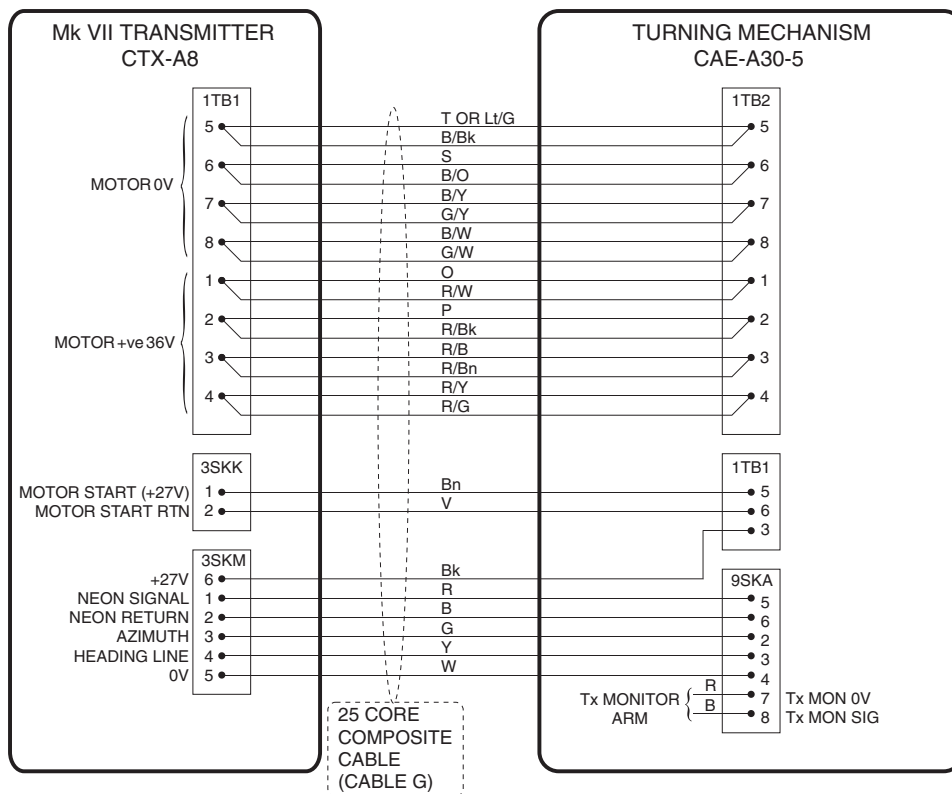 Mk VII TRANSMITTER
CTX-A8
TURNING MECHANISM
CAE-A30-5
1TB1
1TB2
5
T OR Lt/G
5
B/Bk
6
S
6
B/O
MOTOR 0V
7
B/Y
7
G/Y
8
B/W
8
G/W
1
O
1
R/W
2
P
2
R/Bk
MOTOR +ve 36V
3
R/B
3
R/Bn
4
R/Y
4
R/G
3SKK
1TB1
MOTOR START (+27V) 1
Bn
5
MOTOR START RTN 2
V
6
3
3SKM
9SKA
+27V 6
Bk
NEON SIGNAL 1
R
5
NEON RETURN 2
B
6
AZIMUTH 3
G
2
HEADING LINE 4
Y
3
0V 5
W
4
Tx MONITOR
ARM
R
7 Tx MON 0V
B
8 Tx MON SIG
25 CORE
COMPOSITE
CABLE
(CABLE G)